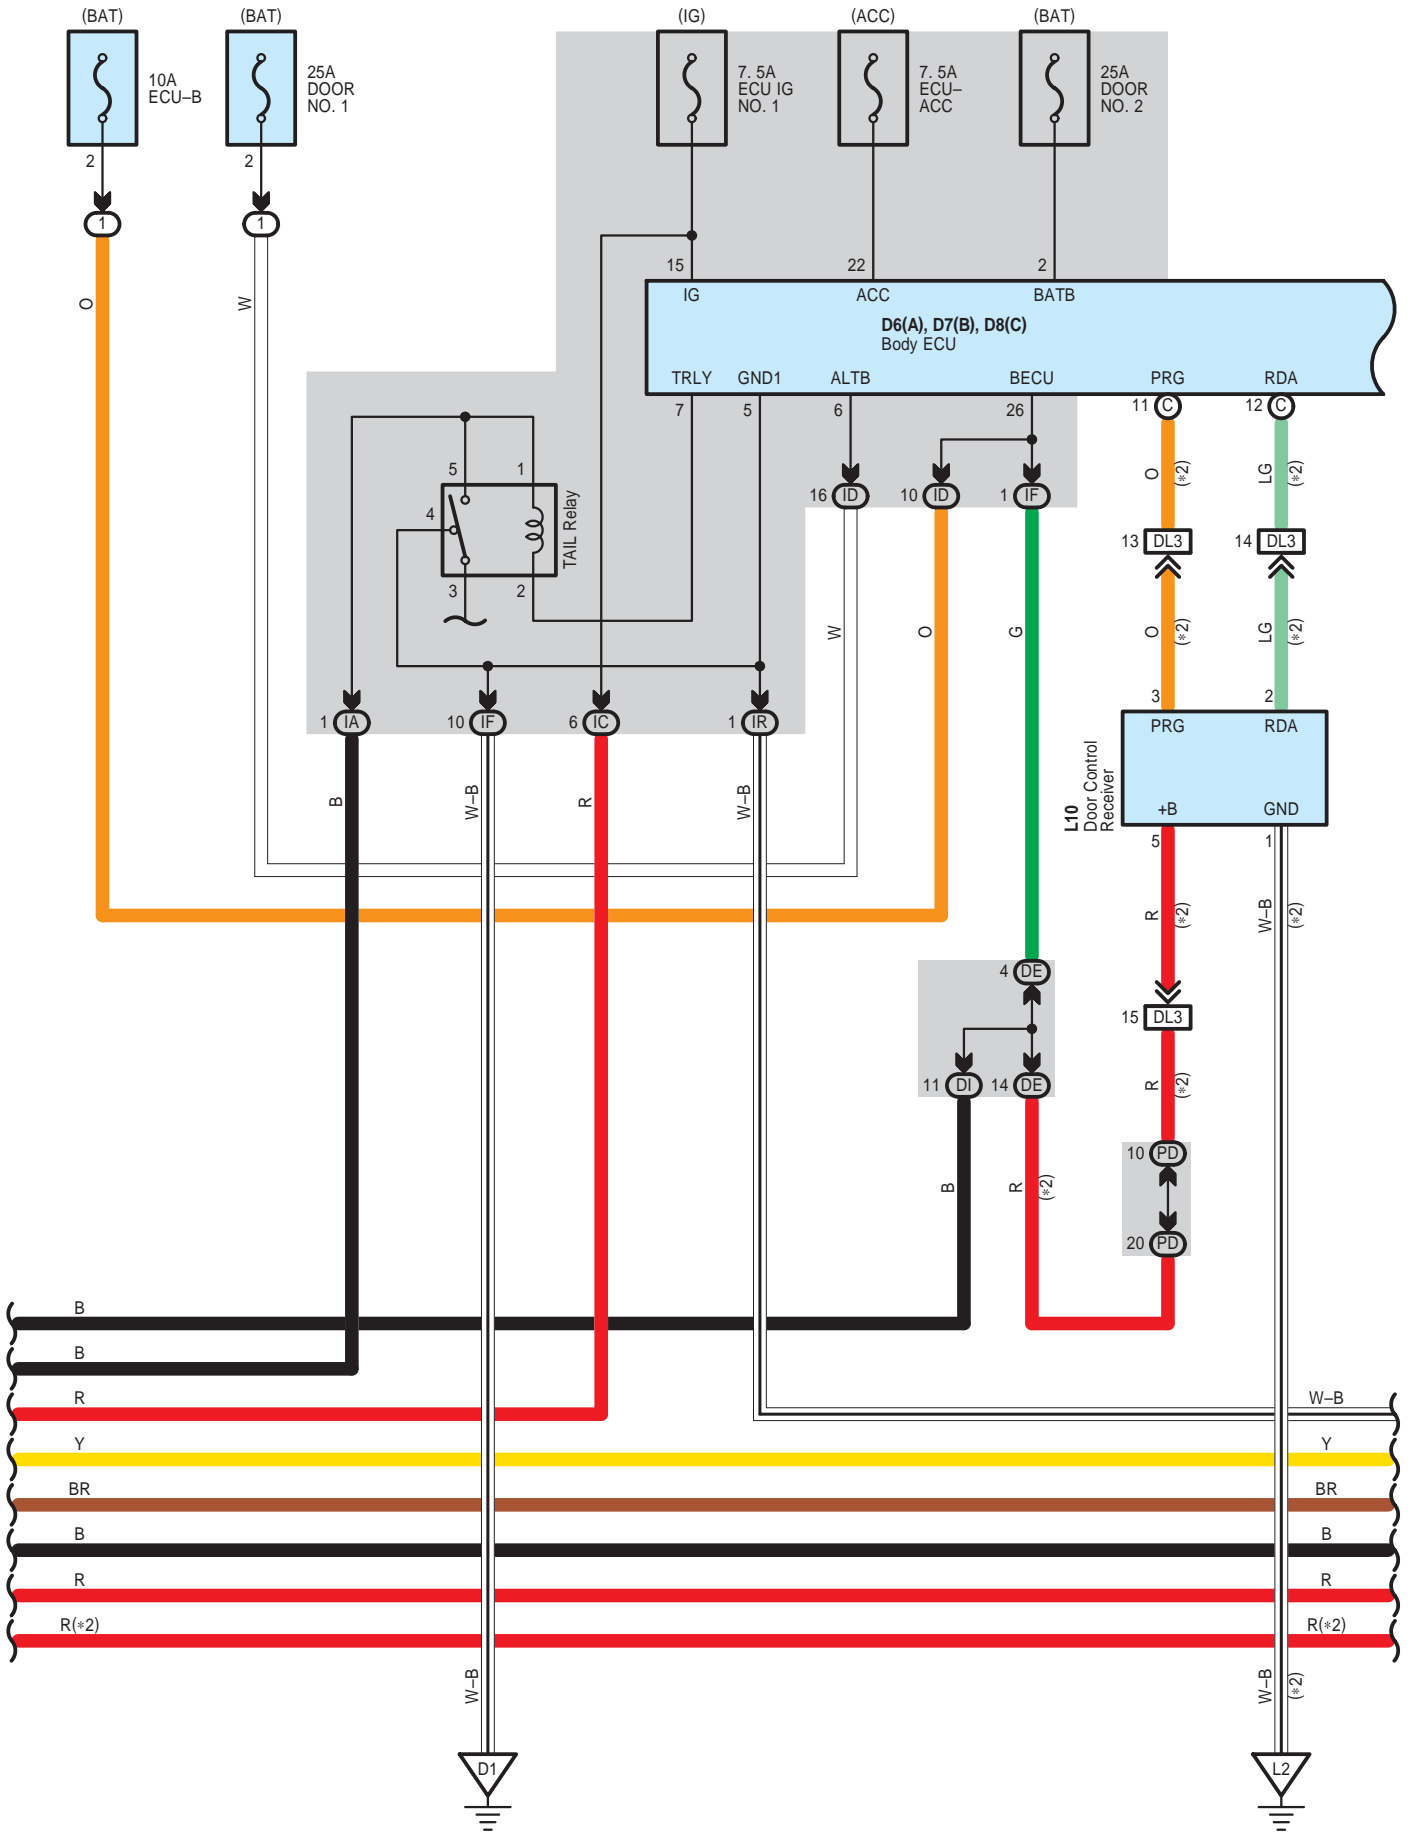 (BAT)
(BAT)
(IG)
(ACC)
(BAT)
10A
ECU–B
25A
DOOR
NO. 1
7. 5A
ECU IG
NO. 1
7. 5A
ECU–
ACC
25A
DOOR
NO. 2
2
2
1
1
O
W
15
22
2
IG
ACC
BATB
D6(A), D7(B), D8(C)
Body ECU
TRLY
GND1
ALTB
BECU
PRG
RDA
7
5
6
26
11
C
12
C
5
1
4
3
2
TAIL Relay
16
ID
10
ID
1
IF
O
(∗2)
LG
(∗2)
13
DL3
14
DL3
W
O
G
O
(∗2)
LG
(∗2)
1
IA
10
IF
6
IC
1
IR
3
2
PRG
RDA
+B
GND
L10
Door Control
Receiver
5
1
B
W–B
R
W–B
R
(∗2)
W–B
(∗2)
4
DE
15
DL3
11
DI
14
DE
R
(∗2)
10
PD
B
R
(∗2)
20
PD
B
B
R
W–B
Y
Y
BR
BR
B
B
R
R
R(∗2)
R(∗2)
W–B
W–B
(∗2)
D1
L2